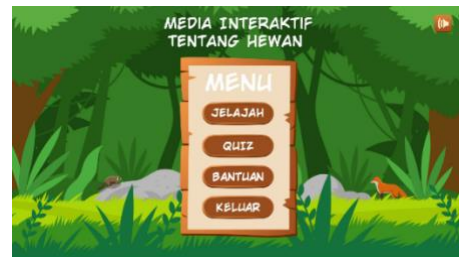 MEDIA INTERAKTIF
TENTANG HEWAN
MENU
JELAJAH
QUIZ
BANTUAN
KELUAR